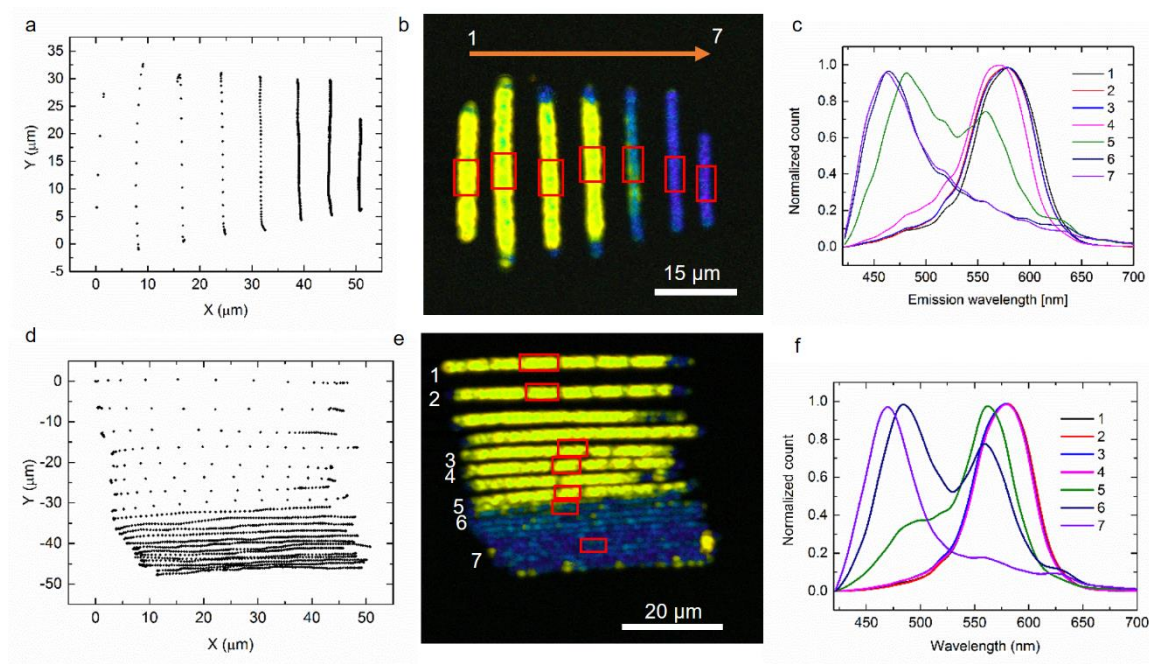 a
35
30
25
20
15
10
5
0
-5
Y (μm)
0 10 20 30 40 50
X (μm)
b
1 7
15 μm
c
1.0
0.8
0.6
0.4
0.2
0.0
Normalized count
450 500 550 600 650 700
Emission wavelength [nm]
1
2
3
4
5
6
7
d
0
-10
-20
-30
-40
-50
Y (μm)
0 10 20 30 40 50
X (μm)
e
1
2
3
4
5
6
7
20 μm
f
1.0
0.8
0.6
0.4
0.2
0.0
Normalized count
450 500 550 600 650 700
Wavelength (nm)
1
2
3
4
5
6
7